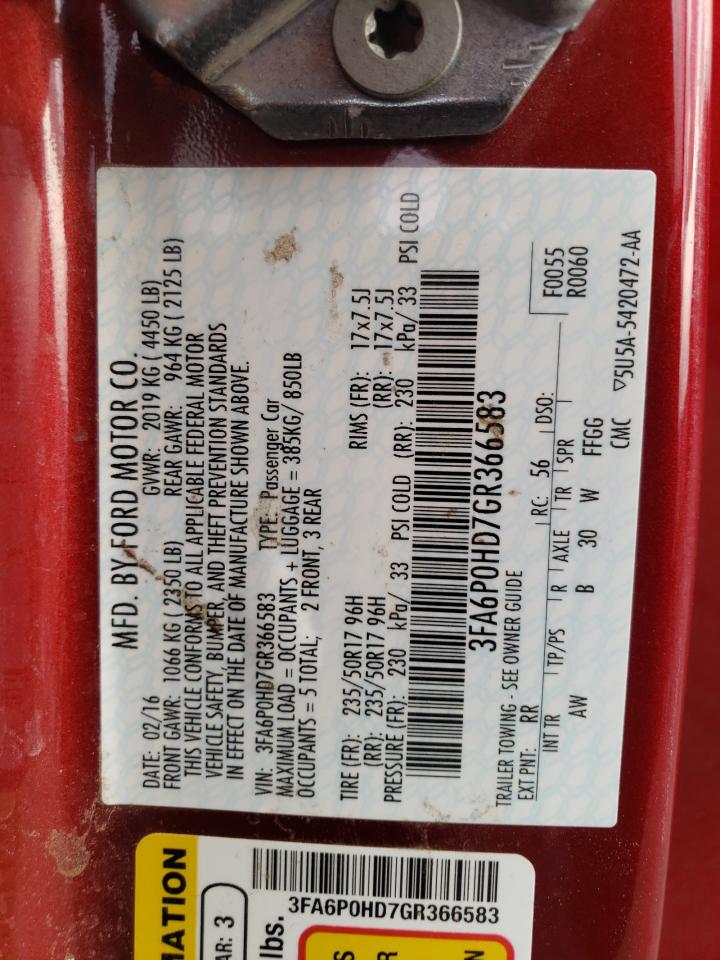 MFD. BY FORD MOTOR CO.
DATE: 02/16 GVWR: 2019 KG ( 4450 LB)
FRONT GAWR: 1066 KG ( 2350 LB) REAR GAWR: 964 KG ( 2125 LB)
THIS VEHICLE CONFORMS TO ALL APPLICABLE FEDERAL MOTOR
VEHICLE SAFETY, BUMPER, AND THEFT PREVENTION STANDARDS
IN EFFECT ON THE DATE OF MANUFACTURE SHOWN ABOVE.
VIN: 3FA6P0HD7GR366583 TYPE: Passenger Car
MAXIMUM LOAD = OCCUPANTS + LUGGAGE = 385KG/ 850LB
OCCUPANTS = 5 TOTAL; 2 FRONT, 3 REAR
TIRE (FR): 235/50R17 96H RIMS (FR): 17x7.5J
(RR): 235/50R17 96H (RR): 17x7.5J
PRESSURE (FR): 230 kPa/ 33 PSI COLD (RR): 230 kPa/ 33 PSI COLD
3FA6P0HD7GR366583
TRAILER TOWING - SEE OWNER GUIDE
EXT PNT: RR RC: 56 DSO: F0055
R0060
INT TR TP/PS R AXLE TR SPR
AW B 30 W FFGG
CMC ▽5U5A-5420472-AA
MATION
AR: 3
lbs.
3FA6P0HD7GR366583
S
R
N